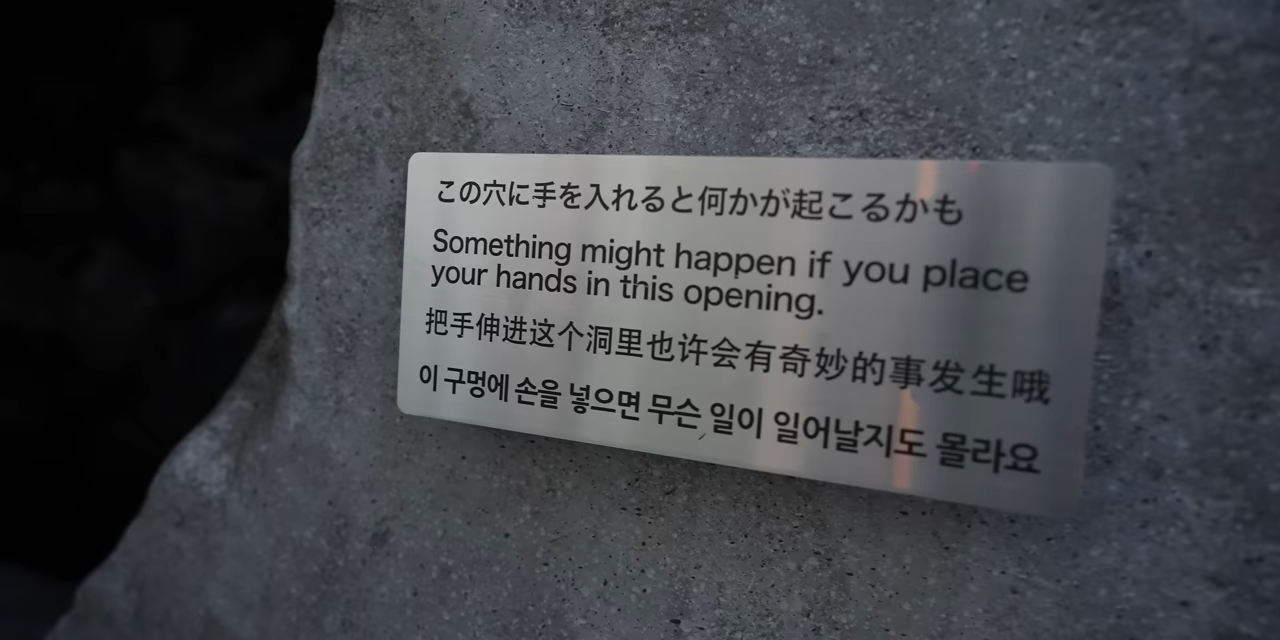 この穴に手を入れると何かが起こるかも
Something might happen if you place
your hands in this opening.
把手伸进这个洞里也许会有奇妙的事发生哦
이 구멍에 손을 넣으면 무슨 일이 일어날지도 몰라요